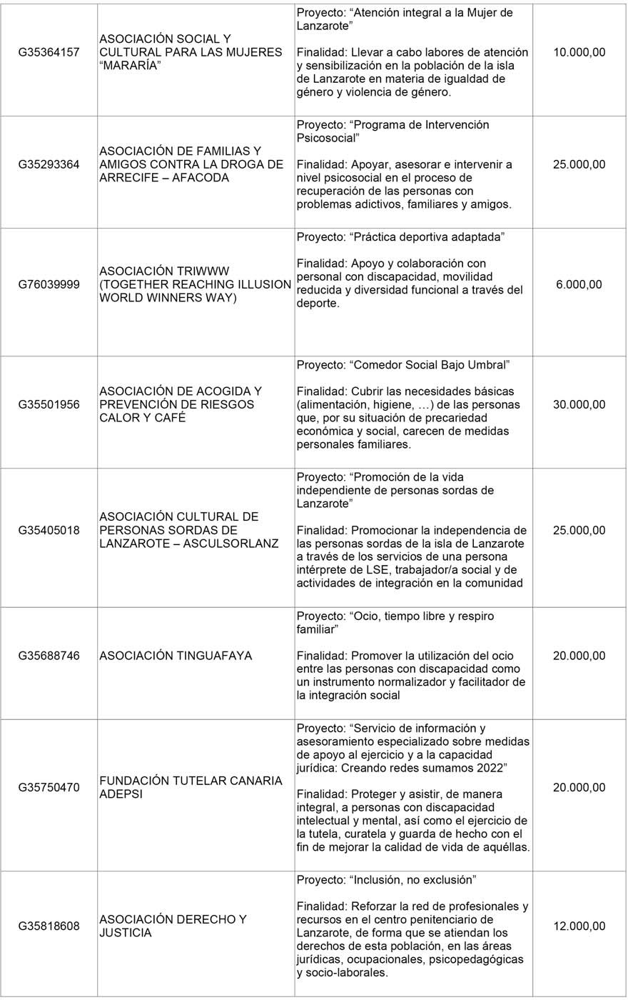 G35364157
ASOCIACIÓN SOCIAL Y
CULTURAL PARA LAS MUJERES
“MARARÍA”
Proyecto: “Atención integral a la Mujer de
Lanzarote”
Finalidad: Llevar a cabo labores de atención
y sensibilización en la población de la isla
de Lanzarote en materia de igualdad de
género y violencia de género.
10.000,00
G35293364
ASOCIACIÓN DE FAMILIAS Y
AMIGOS CONTRA LA DROGA DE
ARRECIFE – AFACODA
Proyecto: “Programa de Intervención
Psicosocial”
Finalidad: Apoyar, asesorar e intervenir a
nivel psicosocial en el proceso de
recuperación de las personas con
problemas adictivos, familiares y amigos.
25.000,00
G76039999
ASOCIACIÓN TRIWWW
(TOGETHER REACHING ILLUSION
WORLD WINNERS WAY)
Proyecto: “Práctica deportiva adaptada”
Finalidad: Apoyo y colaboración con
personal con discapacidad, movilidad
reducida y diversidad funcional a través del
deporte.
6.000,00
G35501956
ASOCIACIÓN DE ACOGIDA Y
PREVENCIÓN DE RIESGOS
CALOR Y CAFÉ
Proyecto: “Comedor Social Bajo Umbral”
Finalidad: Cubrir las necesidades básicas
(alimentación, higiene, …) de las personas
que, por su situación de precariedad
económica y social, carecen de medidas
personales familiares.
30.000,00
G35405018
ASOCIACIÓN CULTURAL DE
PERSONAS SORDAS DE
LANZAROTE – ASCULSORLANZ
Proyecto: “Promoción de la vida
independiente de personas sordas de
Lanzarote”
Finalidad: Promocionar la independencia de
las personas sordas de la isla de Lanzarote
a través de los servicios de una persona
intérprete de LSE, trabajador/a social y de
actividades de integración en la comunidad
25.000,00
G35688746
ASOCIACIÓN TINGUAFAYA
Proyecto: “Ocio, tiempo libre y respiro
familiar”
Finalidad: Promover la utilización del ocio
entre las personas con discapacidad como
un instrumento normalizador y facilitador de
la integración social
20.000,00
G35750470
FUNDACIÓN TUTELAR CANARIA
ADEPSI
Proyecto: “Servicio de información y
asesoramiento especializado sobre medidas
de apoyo al ejercicio y a la capacidad
jurídica: Creando redes sumamos 2022”
Finalidad: Proteger y asistir, de manera
integral, a personas con discapacidad
intelectual y mental, así como el ejercicio de
la tutela, curatela y guarda de hecho con el
fin de mejorar la calidad de vida de aquéllas.
20.000,00
G35818608
ASOCIACIÓN DERECHO Y
JUSTICIA
Proyecto: “Inclusión, no exclusión”
Finalidad: Reforzar la red de profesionales y
recursos en el centro penitenciario de
Lanzarote, de forma que se atiendan los
derechos de esta población, en las áreas
jurídicas, ocupacionales, psicopedagógicas
y socio-laborales.
12.000,00